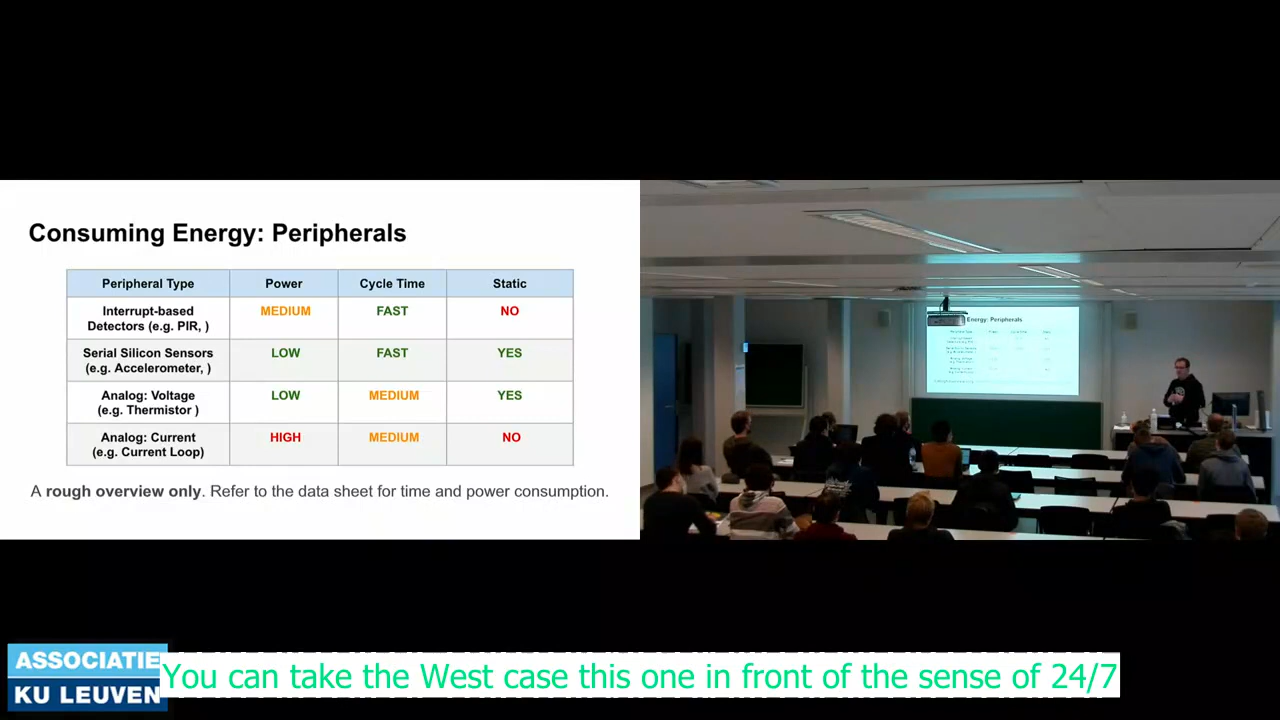 Consuming Energy: Peripherals
Peripheral Type Power Cycle Time Static
Interrupt-based
Detectors (e.g. PIR, ) MEDIUM FAST NO
Serial Silicon Sensors
(e.g. Accelerometer, ) LOW FAST YES
Analog: Voltage
(e.g. Thermistor ) LOW MEDIUM YES
Analog: Current
(e.g. Current Loop) HIGH MEDIUM NO
A rough overview only. Refer to the data sheet for time and power consumption.
Energy: Peripherals
ASSOCIATIE
KU LEUVEN
You can take the West case this one in front of the sense of 24/7